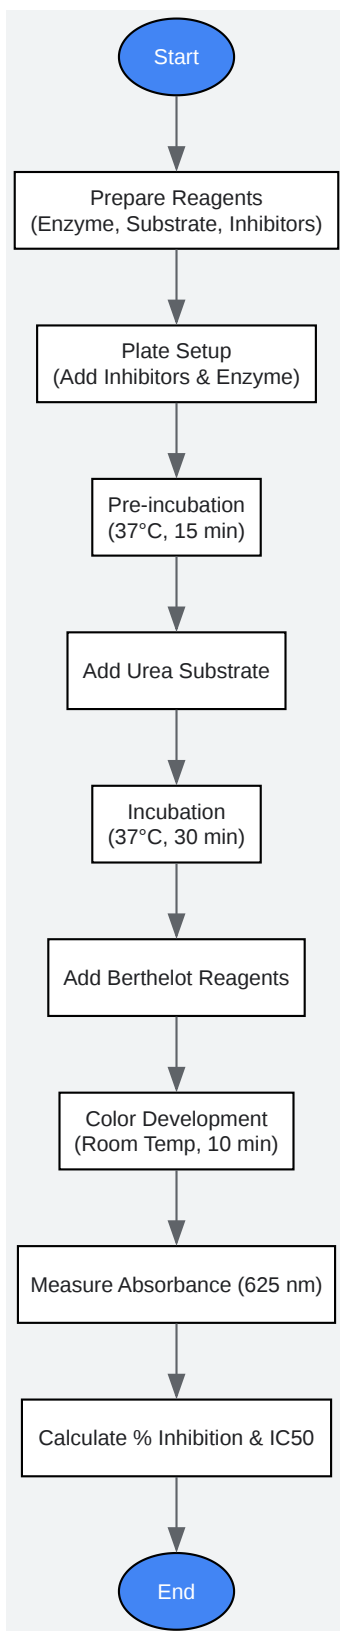 Start
Prepare Reagents
(Enzyme, Substrate, Inhibitors)
Plate Setup
(Add Inhibitors & Enzyme)
Pre-incubation
(37°C, 15 min)
Add Urea Substrate
Incubation
(37°C, 30 min)
Add Berthelot Reagents
Color Development
(Room Temp, 10 min)
Measure Absorbance (625 nm)
Calculate % Inhibition & IC50
End